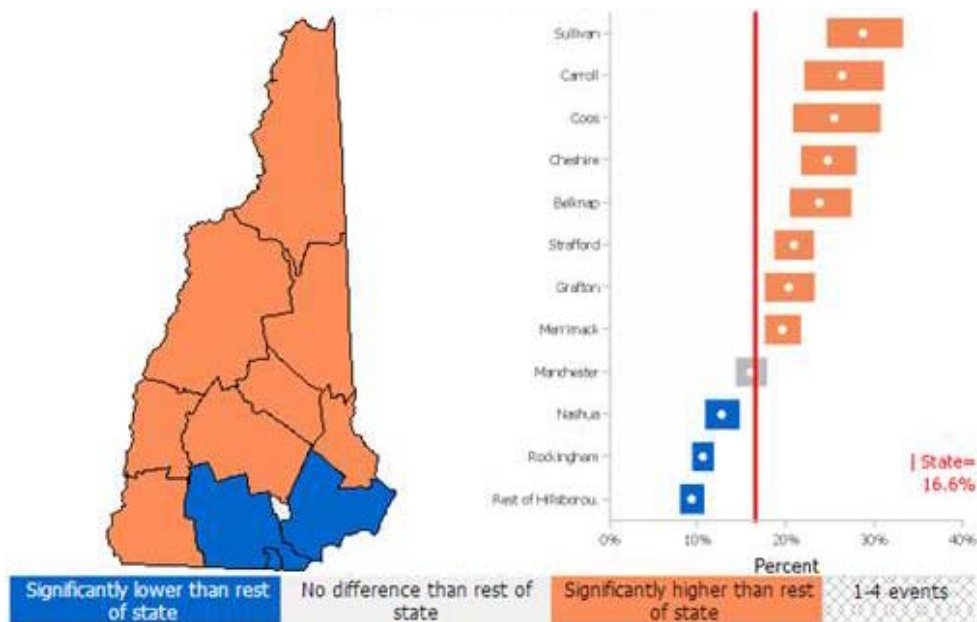 Sullivan
Carroll
Coos
Cheshire
Belknap
Strafford
Grafton
Merrimack
Manchester
Nashua
Rockingham
Rest of Hillsborou.
| State=
16.6%
0%
10%
20%
30%
40%
Percent
Significantly lower than rest
of state
No difference than rest of
state
Significantly higher than rest
of state
1-4 events